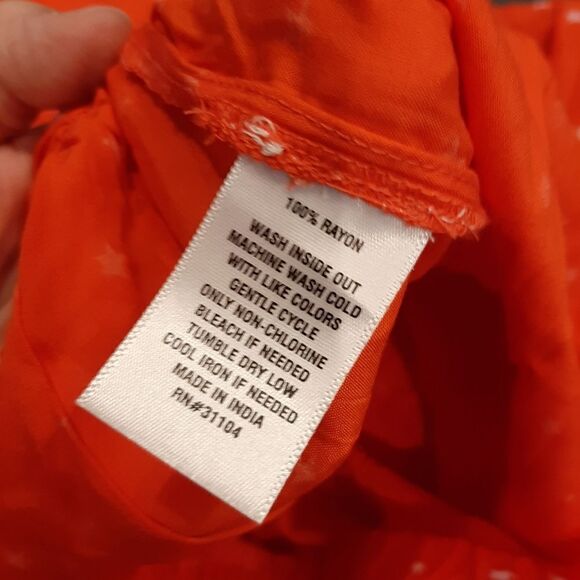 100% RAYON
WASH INSIDE OUT
MACHINE WASH COLD
WITH LIKE COLORS
GENTLE CYCLE
ONLY NON-CHLORINE
BLEACH IF NEEDED
TUMBLE DRY LOW
COOL IRON IF NEEDED
MADE IN INDIA
RN#31104